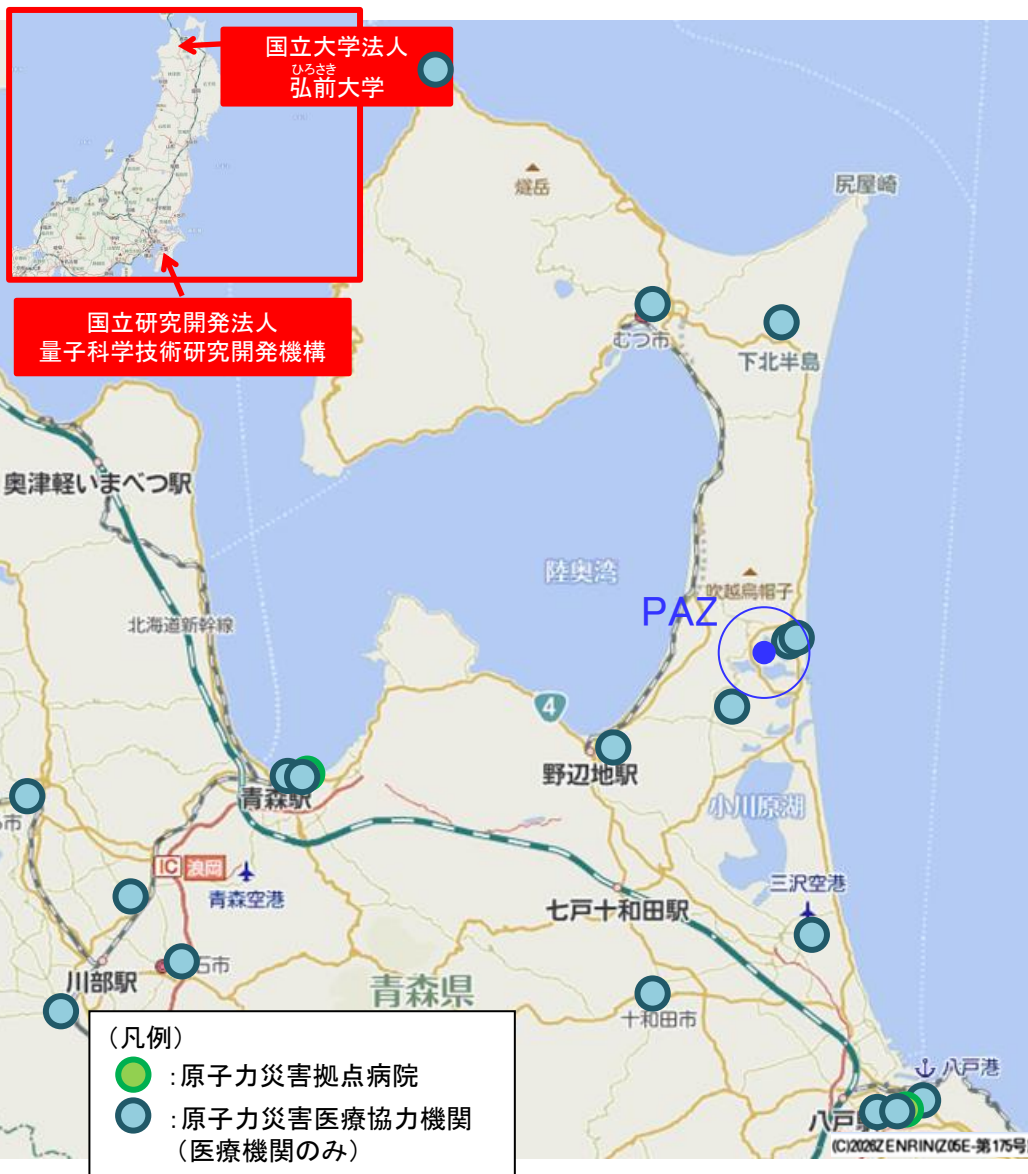 国立大学法人
ひろさき
弘前大学
国立研究開発法人
量子科学技術研究開発機構
燧岳
尻屋崎
むつ市
下北半島
奥津軽いまべつ駅
陸奥湾
吹越烏帽子
PAZ
北海道新幹線
4
野辺地駅
青森駅
小川原湖
市
IC 浪岡
青森空港
三沢空港
七戸十和田駅
石市
川部駅
青森県
十和田市
(凡例)
:原子力災害拠点病院
:原子力災害医療協力機関
(医療機関のみ)
八戸港
八戸
(C)2026ZENRIN(Z05E-第175号